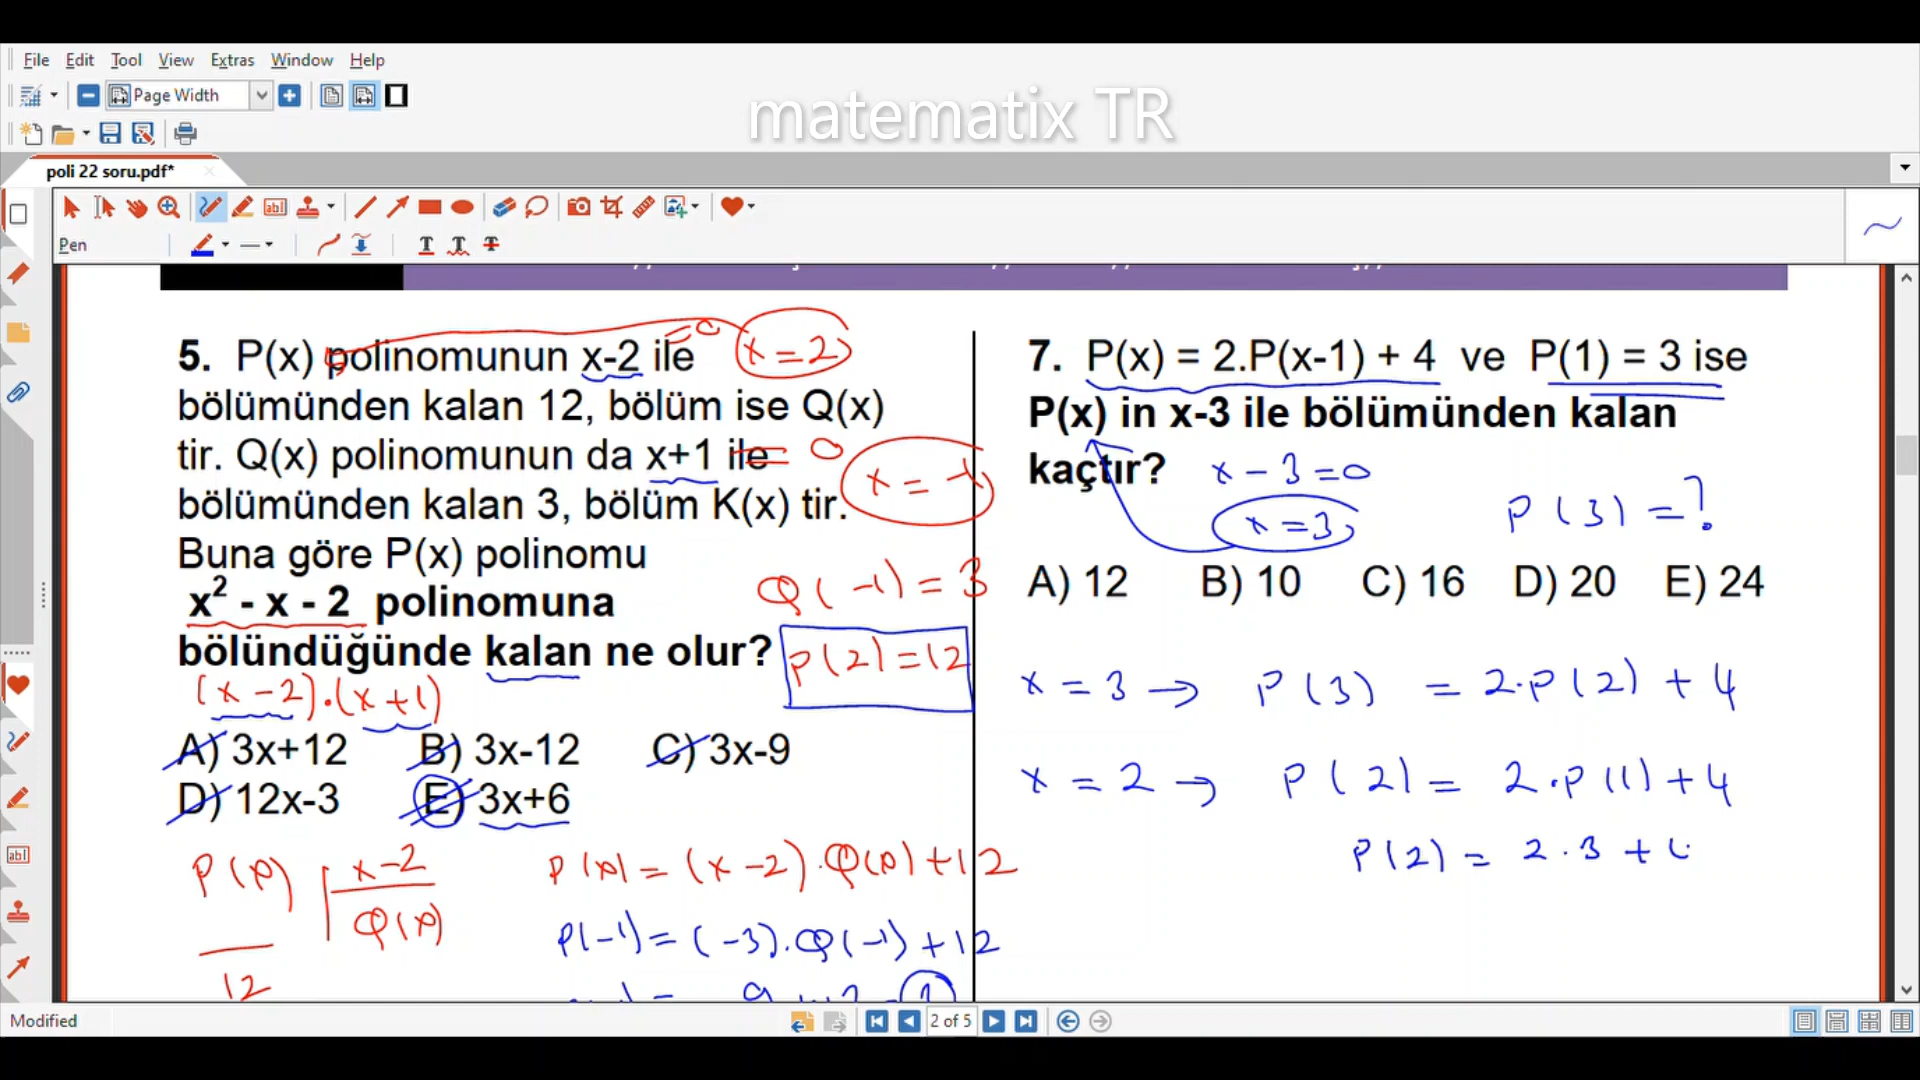 File Edit Tool View Extras Window Help
Page Width
matematix TR
poli 22 soru.pdf*
Pen
5. P(x) polinomunun x-2 ile =0 x=2
bölümünden kalan 12, bölüm ise Q(x)
tir. Q(x) polinomunun da x+1 ile = 0
bölümünden kalan 3, bölüm K(x) tir. x = -1
Buna göre P(x) polinomu
x² - x - 2 polinomuna Q(-1) = 3
bölündüğünde kalan ne olur? P(2)=12
(x-2).(x+1)
A) 3x+12 B) 3x-12 C) 3x-9
D) 12x-3 E) 3x+6
P(x) x-2
Q(x)
12
P(x) = (x-2).Q(x)+12
P(-1) = (-3).Q(-1)+12
7. P(x) = 2.P(x-1) + 4 ve P(1) = 3 ise
P(x) in x-3 ile bölümünden kalan
kaçtır? x-3=0
x=3 P(3) = ?
A) 12 B) 10 C) 16 D) 20 E) 24
x = 3 → P(3) = 2.P(2) + 4
x = 2 → P(2) = 2.P(1)+4
P(2) = 2.3 +
Modified
2 of 5